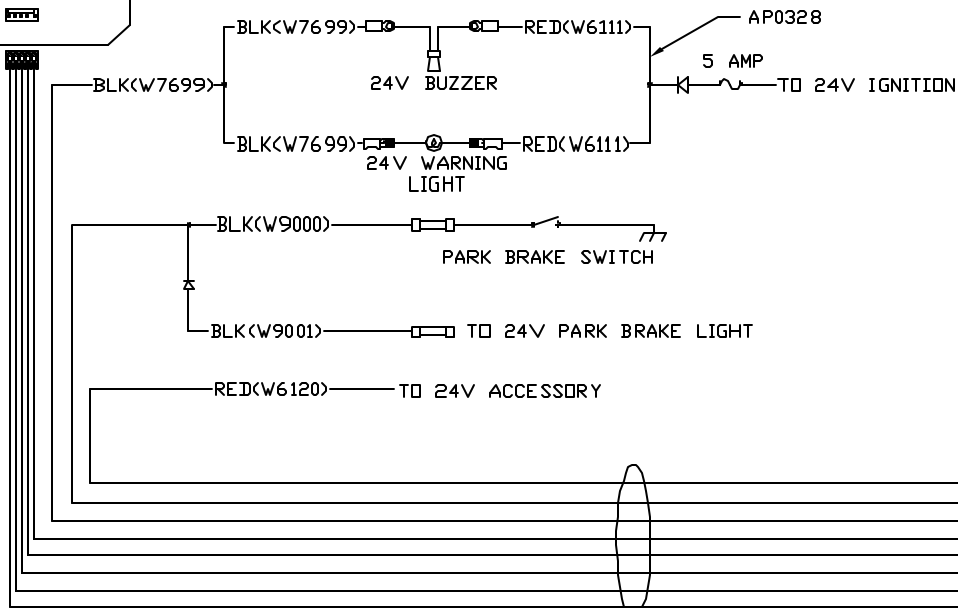 BLK(W7699)
RED(W6111)
AP0328
24V BUZZER
5 AMP
BLK(W7699)
TO 24V IGNITION
BLK(W7699)
RED(W6111)
24V WARNING
LIGHT
BLK(W9000)
PARK BRAKE SWITCH
BLK(W9001)
TO 24V PARK BRAKE LIGHT
RED(W6120)
TO 24V ACCESSORY